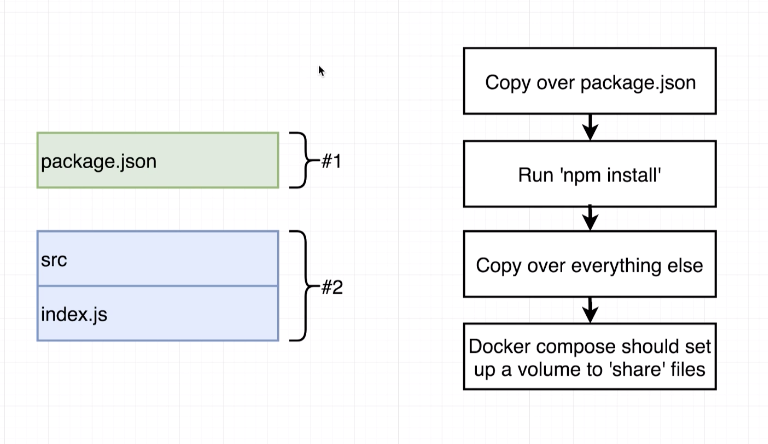 package.json
#1
src
index.js
#2
Copy over package.json
Run 'npm install'
Copy over everything else
Docker compose should set
up a volume to 'share' files